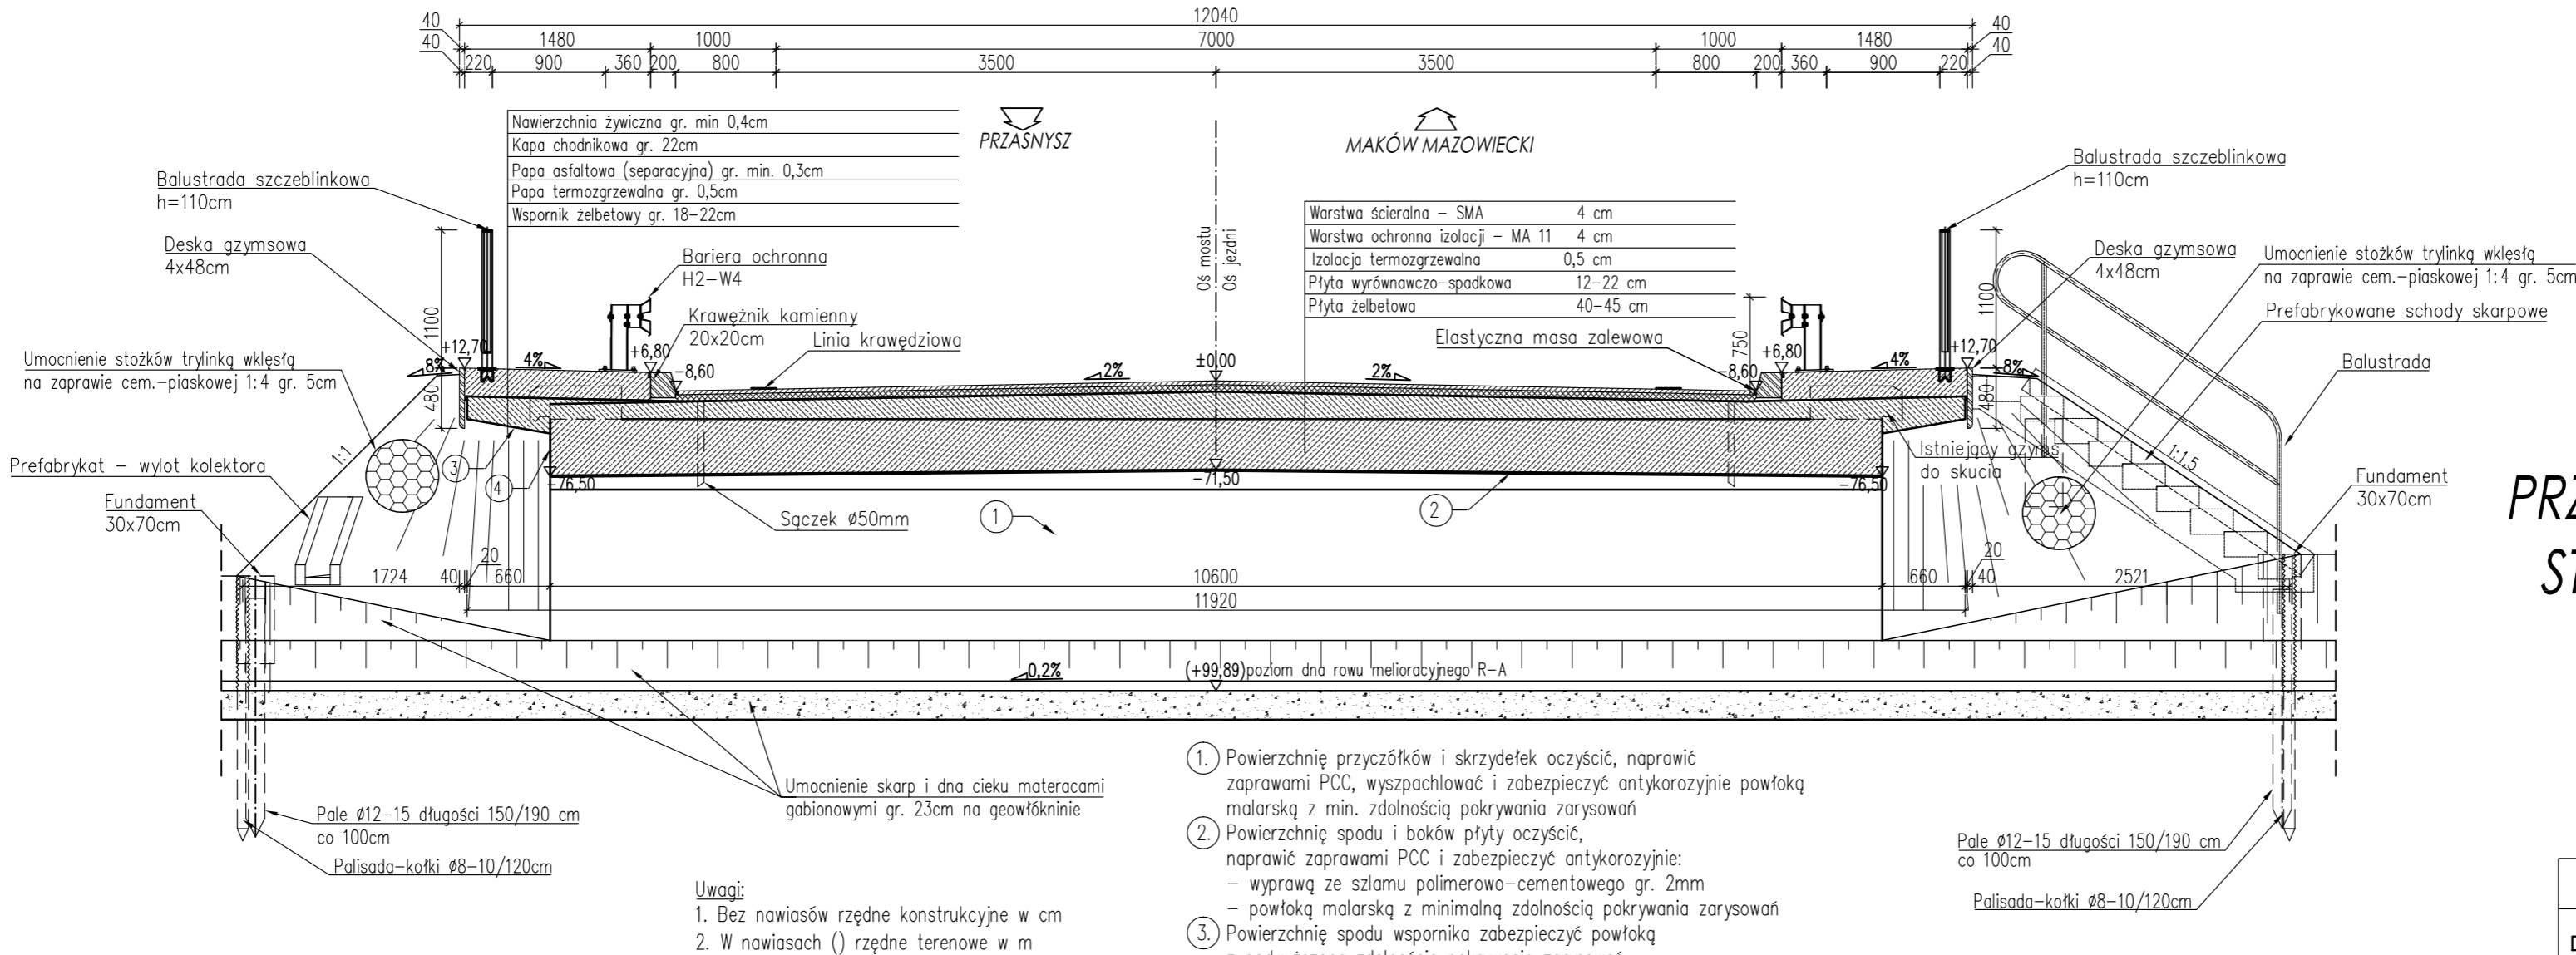 12040
40
40
1480
1000
7000
1000
1480
40
40
220
900
360
200
800
3500
3500
800
200
360
900
220
Nawierzchnia żywiczna gr. min 0,4cm
Kapa chodnikowa gr. 22cm
Papa asfaltowa (separacyjna) gr. min. 0,3cm
Papa termozgrzewalna gr. 0,5cm
Wspornik żelbetowy gr. 18-22cm
PRZASNYSZ
MAKÓW MAZOWIECKI
Oś mostu
Oś jezdni
Warstwa ścieralna – SMA 4 cm
Warstwa ochronna izolacji – MA 11 4 cm
Izolacja termozgrzewalna 0,5 cm
Płyta wyrównawczo-spadkowa 12-22 cm
Płyta żelbetowa 40-45 cm
Balustrada szczeblinkowa
h=110cm
Deska gzymsowa
4x48cm
Bariera ochronna
H2-W4
Krawężnik kamienny
20x20cm
Linia krawędziowa
Elastyczna masa zalewowa
Balustrada szczeblinkowa
h=110cm
Deska gzymsowa
4x48cm
Umocnienie stożków trylinką wklęsłą
na zaprawie cem.-piaskowej 1:4 gr. 5cm
Prefabrykowane schody skarpowe
Balustrada
Umocnienie stożków trylinką wklęsłą
na zaprawie cem.-piaskowej 1:4 gr. 5cm
1100
480
8%
+12,70
4%
+6,80
-8,60
2%
±0,00
2%
-8,60
750
+6,80
4%
+12,70
8%
1100
480
Prefabrykat – wylot kolektora
1:1
3
4
-76,50
-71,50
-76,50
Istniejący gzyms
do skucia
1:1,5
Fundament
30x70cm
Fundament
30x70cm
Sączek ø50mm
1
2
PRZ
ST
1724
40
20
660
10600
660
20
40
2521
11920
0,2%
(+99,89)poziom dna rowu melioracyjnego R-A
Umocnienie skarp i dna cieku materacami
gabionowymi gr. 23cm na geowłókninie
Pale ø12-15 długości 150/190 cm
co 100cm
Palisada-kołki ø8-10/120cm
Pale ø12-15 długości 150/190 cm
co 100cm
Palisada-kołki ø8-10/120cm
Uwagi:
1. Bez nawiasów rzędne konstrukcyjne w cm
2. W nawiasach () rzędne terenowe w m
1. Powierzchnię przyczółków i skrzydełek oczyścić, naprawić
zaprawami PCC, wyszpachlować i zabezpieczyć antykorozyjnie powłoką
malarską z min. zdolnością pokrywania zarysowań
2. Powierzchnię spodu i boków płyty oczyścić,
naprawić zaprawami PCC i zabezpieczyć antykorozyjnie:
– wyprawą ze szlamu polimerowo-cementowego gr. 2mm
– powłoką malarską z minimalną zdolnością pokrywania zarysowań
3. Powierzchnię spodu wspornika zabezpieczyć powłoką